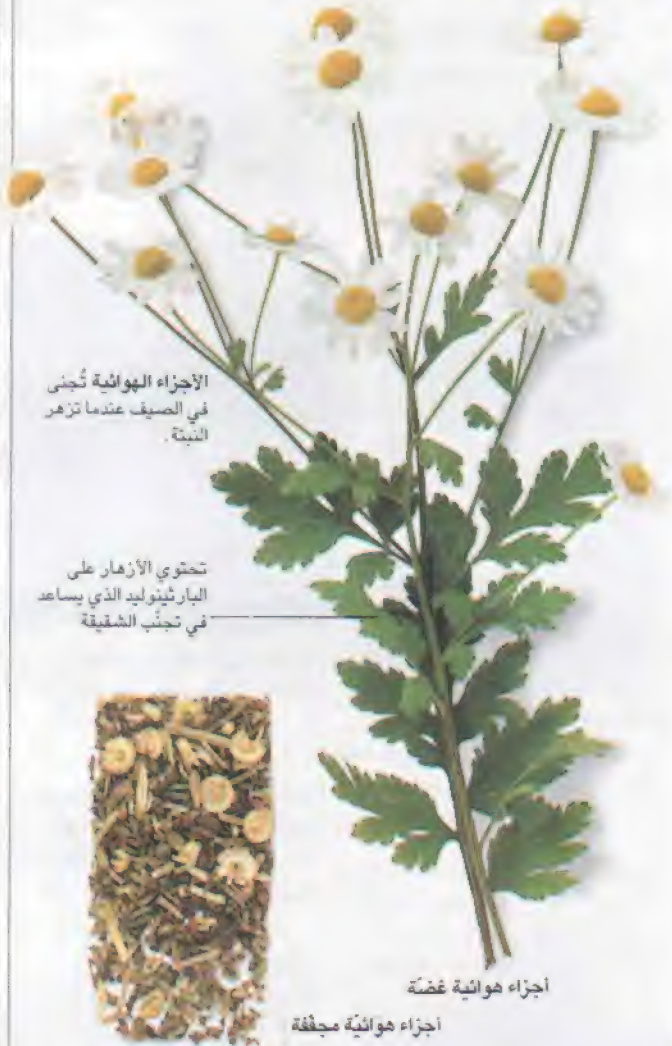 الأجزاء الهوائية تُجنى
في الصيف عندما تزهر
النبتة.
تحتوي الأزهار على
البارثينوليد الذي يساعد
في تجنّب الشقيقة
أجزاء هوائية غضّة
أجزاء هوائيّة مجفّفة